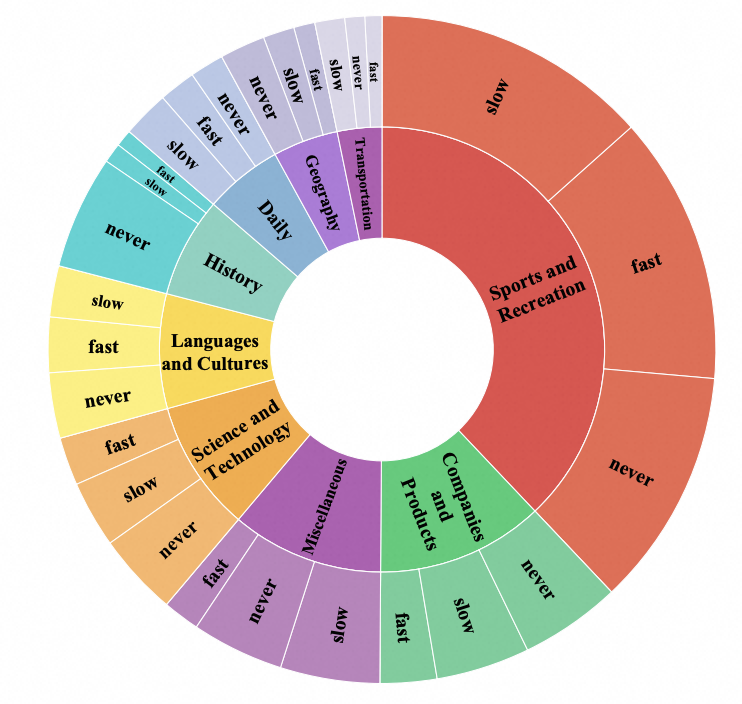 slow
fast
never
Sports and
Recreation
never
slow
fast
Companies
and
Products
slow
never
fast
Miscellaneous
never
slow
fast
Science and
Technology
never
fast
slow
Languages
and Cultures
never
slow
fast
History
slow
fast
never
Daily
never
slow
fast
Geography
slow
never
fast
Transportation